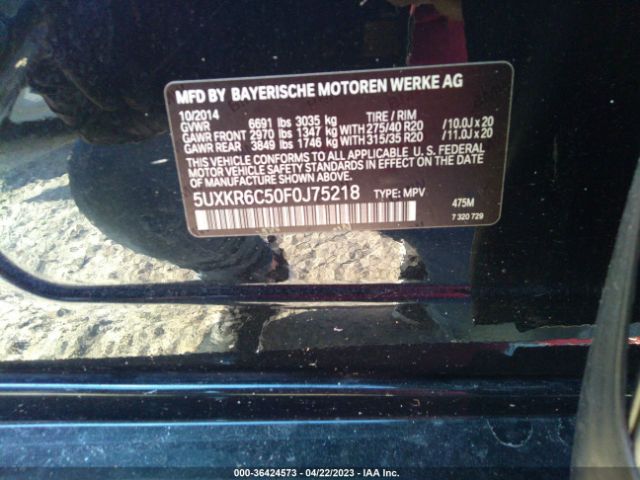 MFD BY BAYERISCHE MOTOREN WERKE AG
10/2014 TIRE / RIM
GVWR 6691 lbs 3035 kg
GAWR FRONT 2970 lbs 1347 kg WITH 275/40 R20 /10.0J x 20
GAWR REAR 3849 lbs 1746 kg WITH 315/35 R20 /11.0J x 20
THIS VEHICLE CONFORMS TO ALL APPLICABLE U. S. FEDERAL
MOTOR VEHICLE SAFETY STANDARDS IN EFFECT ON THE
DATE OF MANUFACTURE SHOWN ABOVE.
5UXKR6C50F0J75218 TYPE: MPV 475M
7 320 729
000-36424573 - 04/22/2023 - IAA Inc.